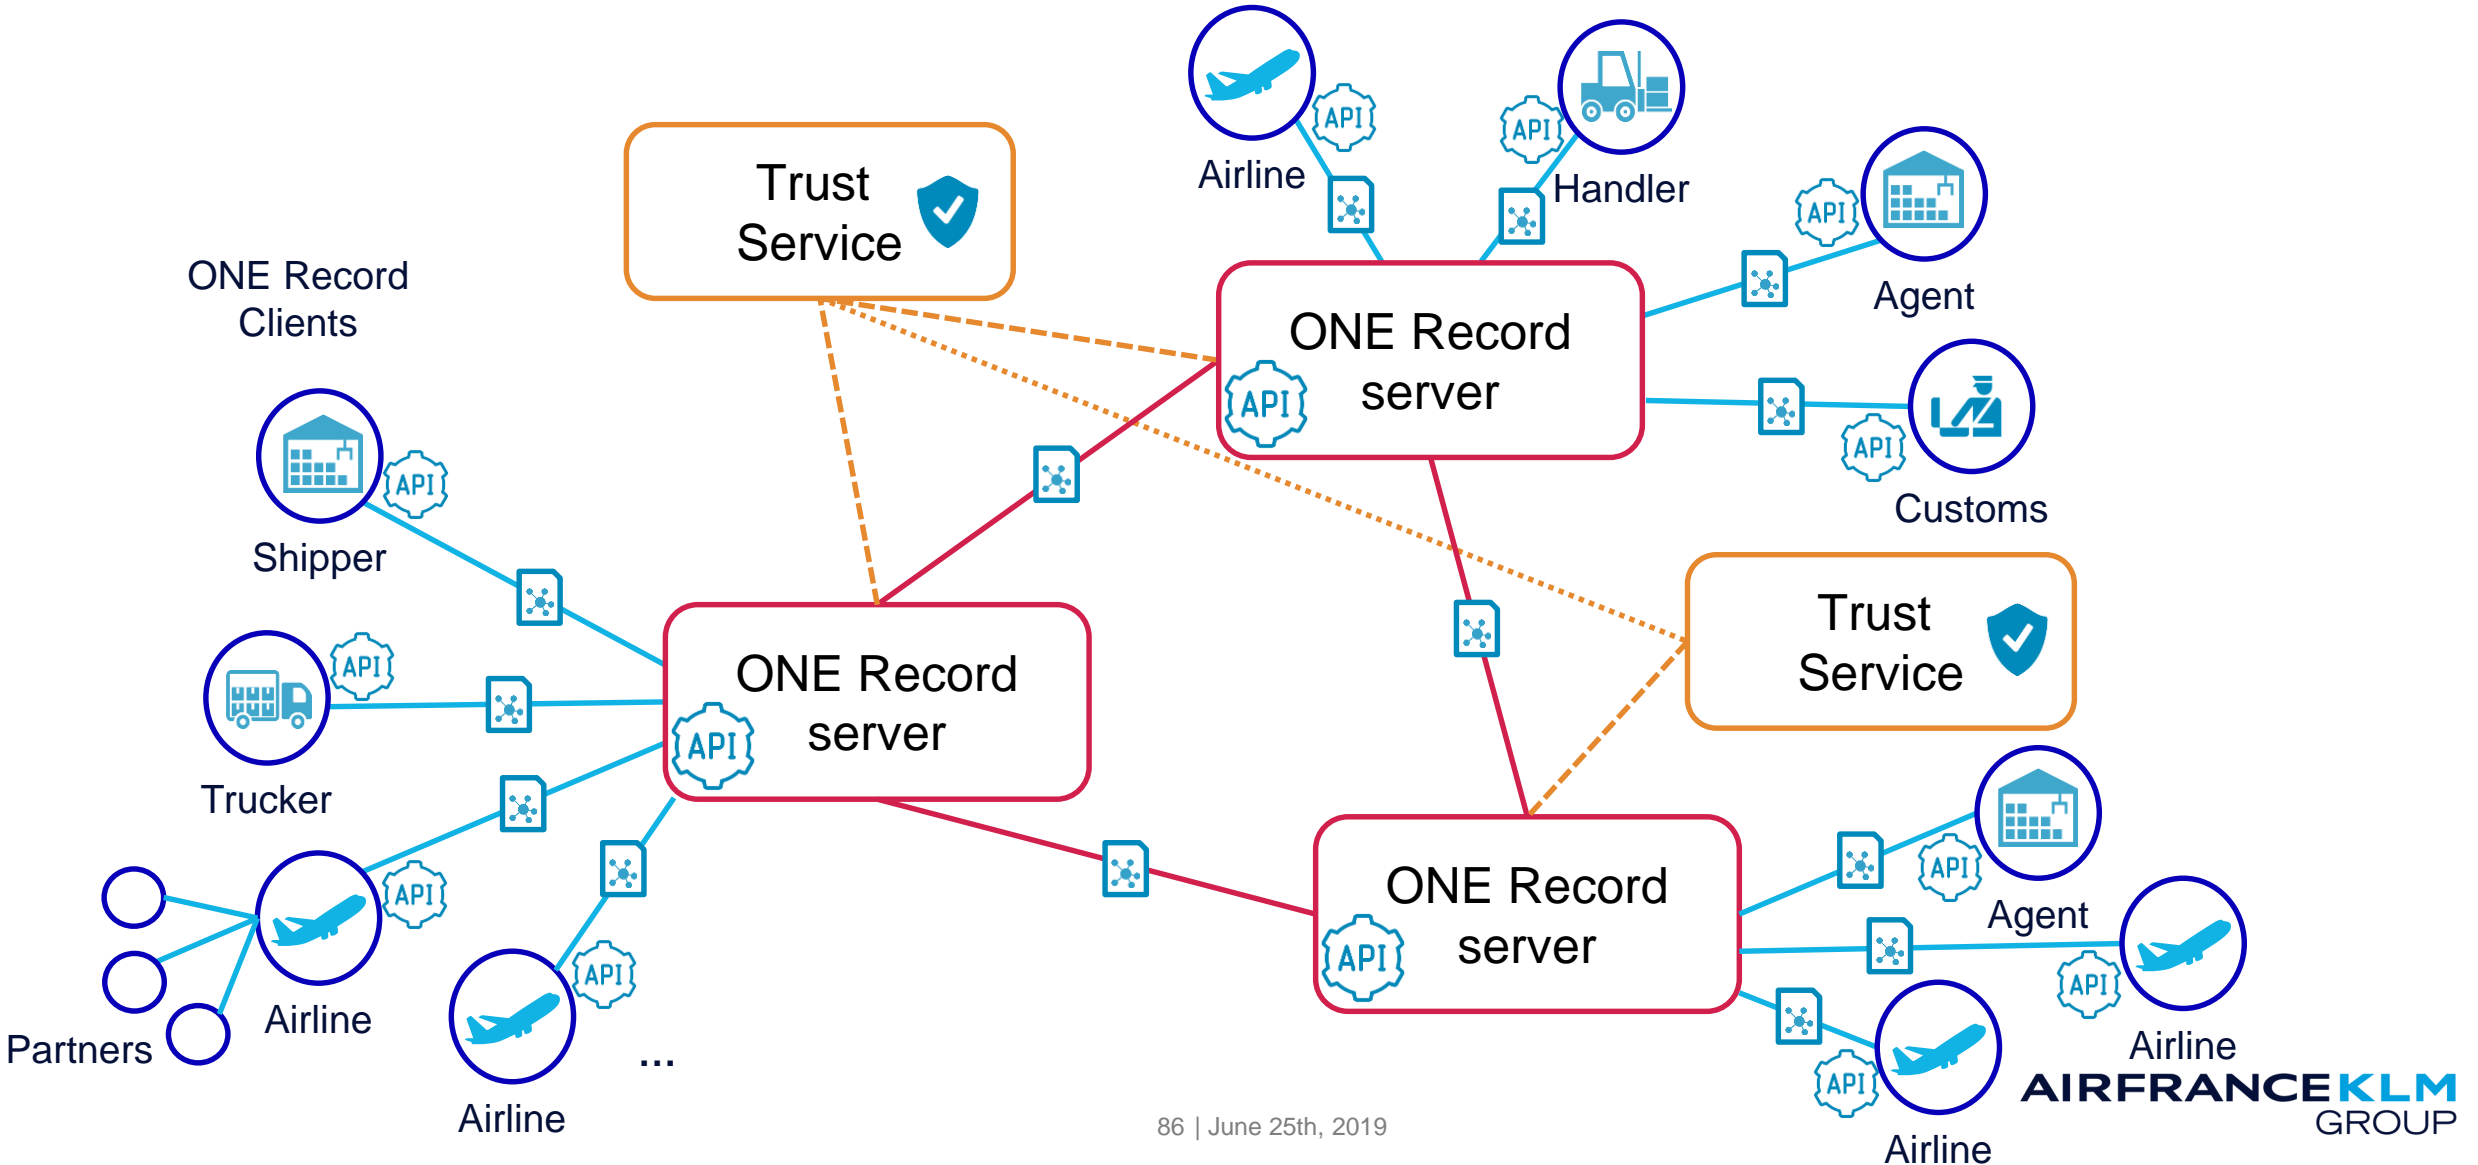 Airline
API
API
Handler
API
Agent
Trust
Service
ONE Record
Clients
ONE Record
server
API
API
Customs
Shipper
API
Trucker
API
ONE Record
server
API
Trust
Service
Partners
Airline
API
Airline
API
...
ONE Record
server
API
Agent
API
Airline
API
Airline
API
AIRFRANCEKLM
GROUP
86 | June 25th, 2019